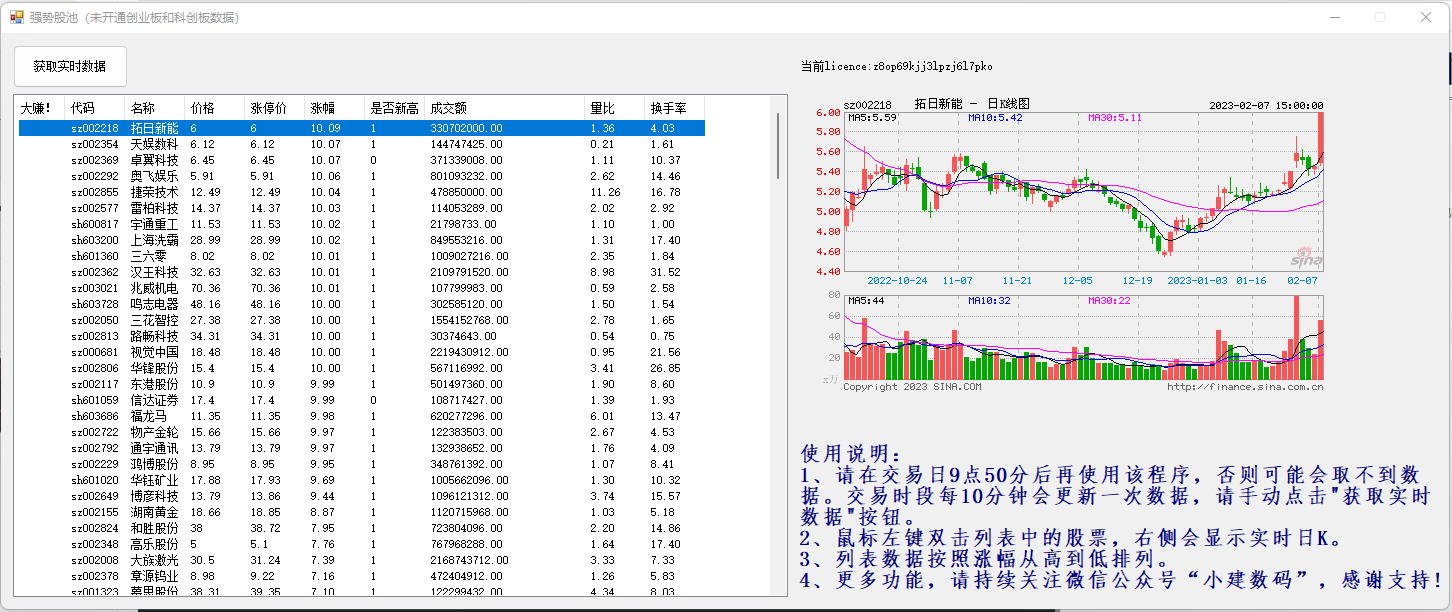 强势股池（未开通创业板和科创板数据）
获取实时数据
当前licence:z8op69kjj3lpzj6l7pko
大赚! 代码 名称 价格 涨停价 涨幅 是否新高 成交额 量比 换手率
sz002218 拓日新能 6 6 10.09 1 330702000.00 1.36 4.03
sz002354 天娱数科 6.12 6.12 10.07 1 144747425.00 0.21 1.61
sz002369 卓翼科技 6.45 6.45 10.07 0 371339008.00 1.11 10.37
sz002292 奥飞娱乐 5.91 5.91 10.06 1 801093232.00 2.62 14.46
sz002855 捷荣技术 12.49 12.49 10.04 1 478850000.00 11.26 16.78
sz002577 雷柏科技 14.37 14.37 10.03 1 114053289.00 2.02 2.92
sh600817 宇通重工 11.53 11.53 10.02 1 21798733.00 1.10 1.00
sh603200 上海洗霸 28.99 28.99 10.02 1 849553216.00 1.31 17.40
sh601360 三六零 8.02 8.02 10.01 1 1009027216.00 2.35 1.84
sz002362 汉王科技 32.63 32.63 10.01 1 2109791520.00 8.98 31.52
sz003021 兆威机电 70.36 70.36 10.01 1 107799982.00 0.59 2.58
sh603728 鸣志电器 48.16 48.16 10.00 1 302585120.00 1.50 1.54
sz002050 三花智控 27.38 27.38 10.00 1 1554152768.00 2.78 1.65
sz002813 路畅科技 34.31 34.31 10.00 1 30374643.00 0.54 0.75
sz000681 视觉中国 18.48 18.48 10.00 1 2219430912.00 0.95 21.56
sz002806 华锋股份 15.4 15.4 10.00 1 567116992.00 3.41 26.85
sz002117 东港股份 10.9 10.9 9.99 1 501497360.00 1.90 8.60
sh601059 信达证券 17.4 17.4 9.99 0 108717427.00 1.39 1.93
sh603686 福龙马 11.35 11.35 9.98 1 620277296.00 6.01 13.47
sz002722 物产金轮 15.66 15.66 9.97 1 122383503.00 2.67 4.53
sz002792 通宇通讯 13.79 13.79 9.97 1 132938652.00 1.76 4.09
sz002229 鸿博股份 8.95 8.95 9.95 1 348761392.00 1.07 8.41
sh601020 华钰矿业 17.88 17.93 9.69 1 1005662096.00 1.30 10.32
sz002649 博彦科技 13.79 13.86 9.44 1 1096121312.00 3.74 15.57
sz002155 湖南黄金 18.66 18.85 8.87 1 1120715968.00 1.03 5.18
sz002824 和胜股份 38 38.72 7.95 1 723804096.00 2.20 14.86
sz002348 高乐股份 5 5.1 7.76 1 767968288.00 1.64 17.40
sz002008 大族激光 30.5 31.24 7.39 1 2168743712.00 3.33 7.33
sz002378 章源钨业 8.98 9.22 7.16 1 472404912.00 1.26 5.83
sz001323 慕思股份 38.31 39.35 7.10 1 122299432.00 4.34 8.03
sz002218 拓日新能 - 日K线图 2023-02-07 15:00:00
MA5:5.59 MA10:5.42 MA30:5.11
6.00
5.80
5.60
5.40
5.20
5.00
4.80
4.60
4.40
sina
2022-10-24 11-07 11-21 12-05 12-19 2023-01-03 01-16 02-07
MA5:44 MA10:32 MA30:22
80
60
40
20
x万
Copyright 2023 SINA.COM http://finance.sina.com.cn
使用说明:
1、请在交易日9点50分后再使用该程序，否则可能会取不到数
据。交易时段每10分钟会更新一次数据，请手动点击"获取实时
数据"按钮。
2、鼠标左键双击列表中的股票，右侧会显示实时日K。
3、列表数据按照涨幅从高到低排列。
4、更多功能，请持续关注微信公众号“小建数码”，感谢支持!